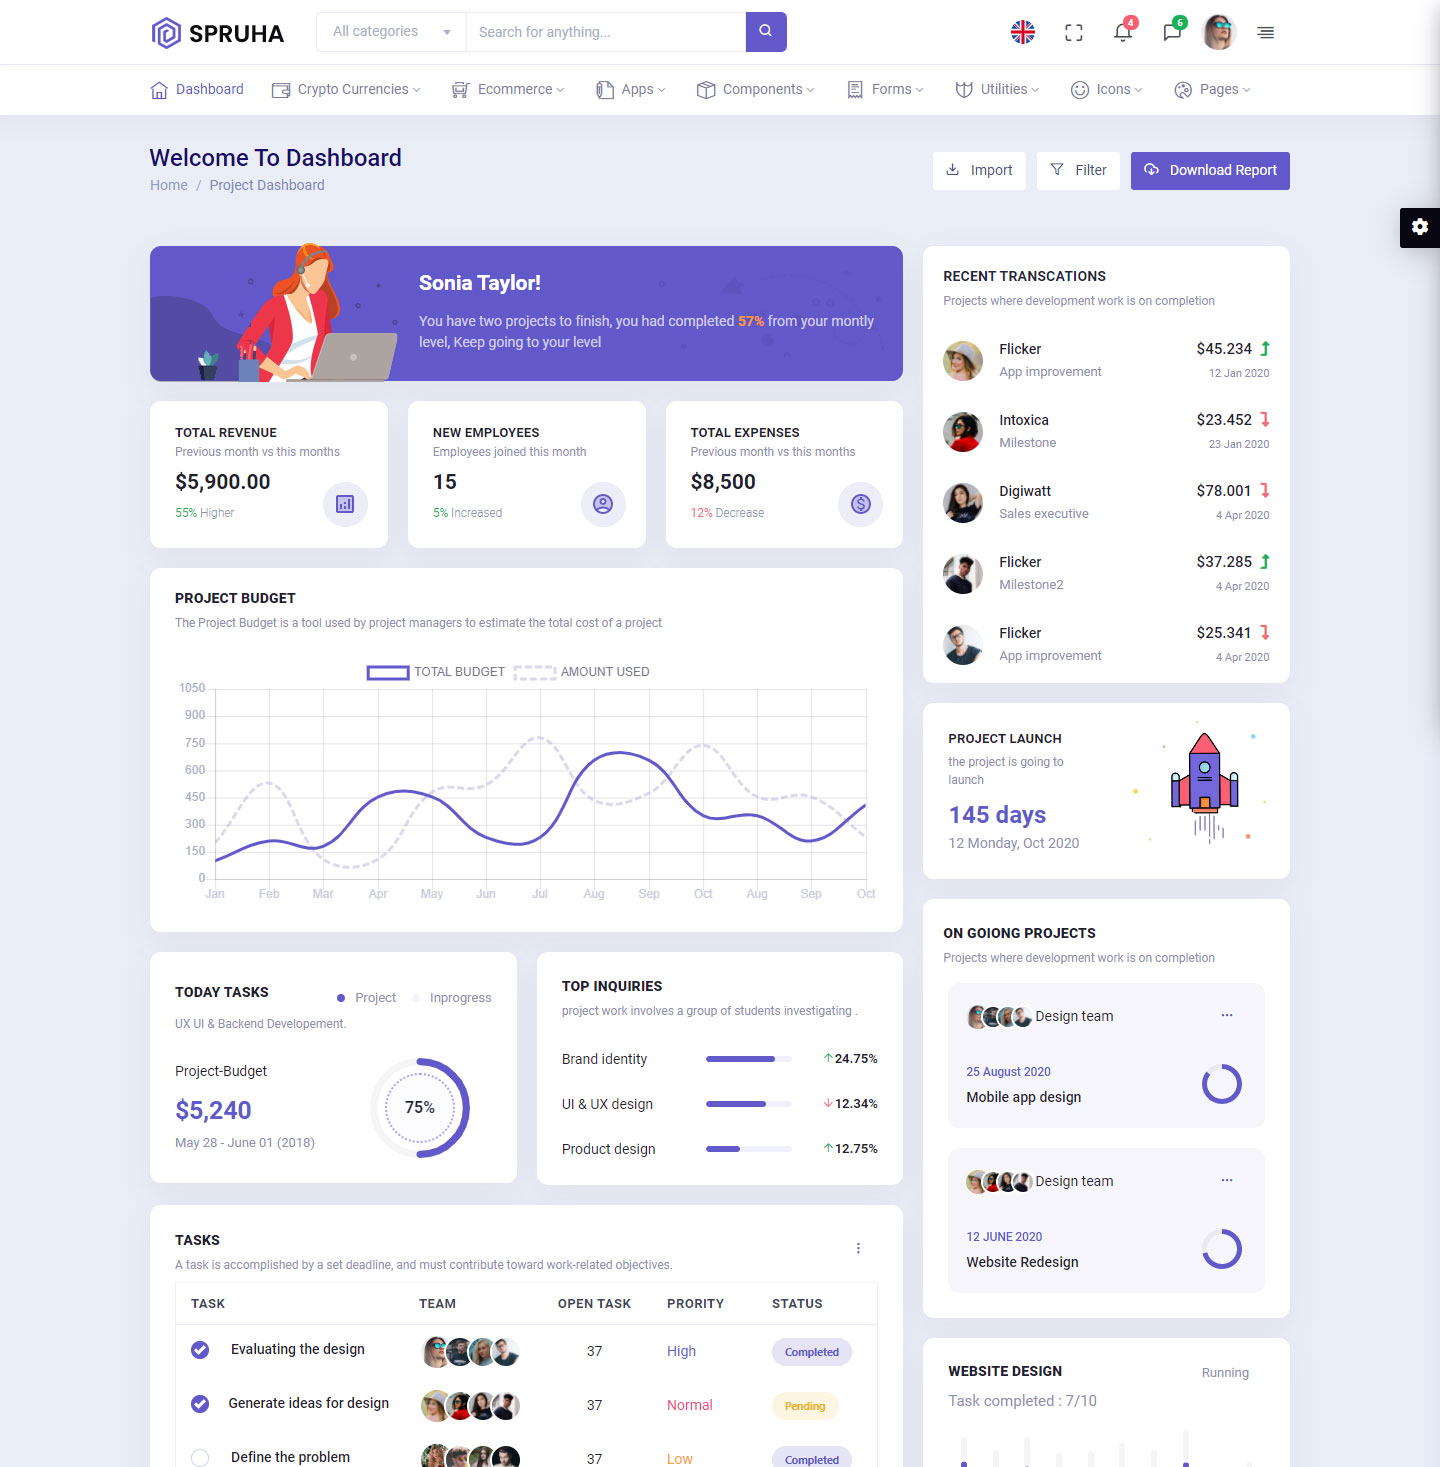 SPRUHA
All categories
Search for anything...
4
6
Dashboard
Crypto Currencies
Ecommerce
Apps
Components
Forms
Utilities
Icons
Pages
Welcome To Dashboard
Home / Project Dashboard
Import
Filter
Download Report
Sonia Taylor!
You have two projects to finish, you had completed 57% from your montly
level, Keep going to your level
TOTAL REVENUE
Previous month vs this months
$5,900.00
55% Higher
NEW EMPLOYEES
Employees joined this month
15
5% Increased
TOTAL EXPENSES
Previous month vs this months
$8,500
12% Decrease
PROJECT BUDGET
The Project Budget is a tool used by project managers to estimate the total cost of a project
TOTAL BUDGET
AMOUNT USED
1050
900
750
600
450
300
150
0
Jan Feb Mar Apr May Jun Jul Aug Sep Oct Aug Sep Oct
TODAY TASKS
Project
Inprogress
UX UI & Backend Developement.
Project-Budget
$5,240
May 28 - June 01 (2018)
75%
TOP INQUIRIES
project work involves a group of students investigating .
Brand identity
24.75%
UI & UX design
12.34%
Product design
12.75%
TASKS
A task is accomplished by a set deadline, and must contribute toward work-related objectives.
TASK TEAM OPEN TASK PRORITY STATUS
Evaluating the design 37 High Completed
Generate ideas for design 37 Normal Pending
Define the problem 37 Low Completed
RECENT TRANSCATIONS
Projects where development work is on completion
Flicker $45.234
App improvement 12 Jan 2020
Intoxica $23.452
Milestone 23 Jan 2020
Digiwatt $78.001
Sales executive 4 Apr 2020
Flicker $37.285
Milestone2 4 Apr 2020
Flicker $25.341
App improvement 4 Apr 2020
PROJECT LAUNCH
the project is going to
launch
145 days
12 Monday, Oct 2020
ON GOIONG PROJECTS
Projects where development work is on completion
Design team
25 August 2020
Mobile app design
Design team
12 JUNE 2020
Website Redesign
WEBSITE DESIGN
Running
Task completed : 7/10